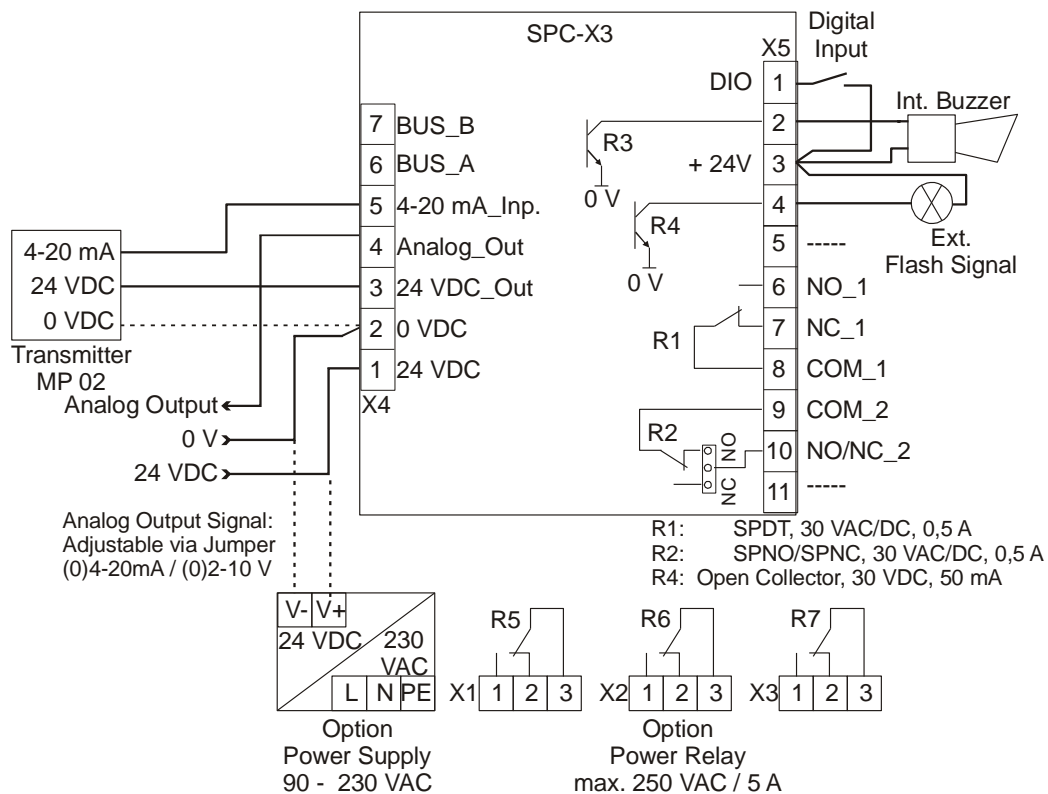 SPC-X3
Digital
Input
X5
DIO 1
2
+ 24V 3
4
5 -----
6 NO_1
7 NC_1
8 COM_1
9 COM_2
10 NO/NC_2
11 -----
Int. Buzzer
Ext.
Flash Signal
R3
0 V
R4
0 V
R1
R2
NO
NC
7 BUS_B
6 BUS_A
5 4-20 mA_Inp.
4 Analog_Out
3 24 VDC_Out
2 0 VDC
1 24 VDC
X4
4-20 mA
24 VDC
0 VDC
Transmitter
MP 02
Analog Output
0 V
24 VDC
Analog Output Signal:
Adjustable via Jumper
(0)4-20mA / (0)2-10 V
R1: SPDT, 30 VAC/DC, 0,5 A
R2: SPNO/SPNC, 30 VAC/DC, 0,5 A
R4: Open Collector, 30 VDC, 50 mA
V- V+
24 VDC
230
VAC
L N PE
Option
Power Supply
90 - 230 VAC
R5
X1 1 2 3
R6
X2 1 2 3
R7
X3 1 2 3
Option
Power Relay
max. 250 VAC / 5 A